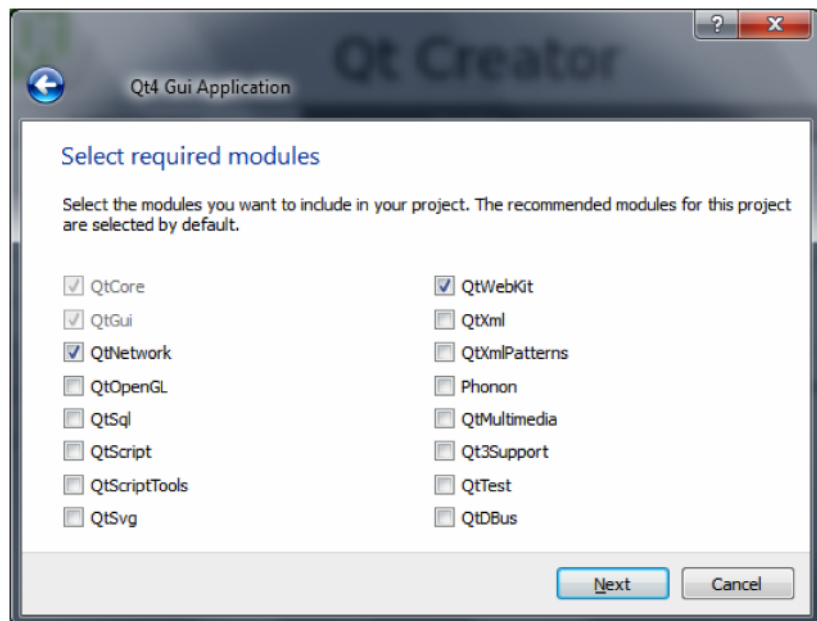 Qt Creator
?
X
Qt4 Gui Application
Select required modules
Select the modules you want to include in your project. The recommended modules for this project
are selected by default.
QtCore
QtGui
QtNetwork
QtOpenGL
QtSql
QtScript
QtScriptTools
QtSvg
QtWebKit
QtXml
QtXmlPatterns
Phonon
QtMultimedia
Qt3Support
QtTest
QtDBus
Next
Cancel